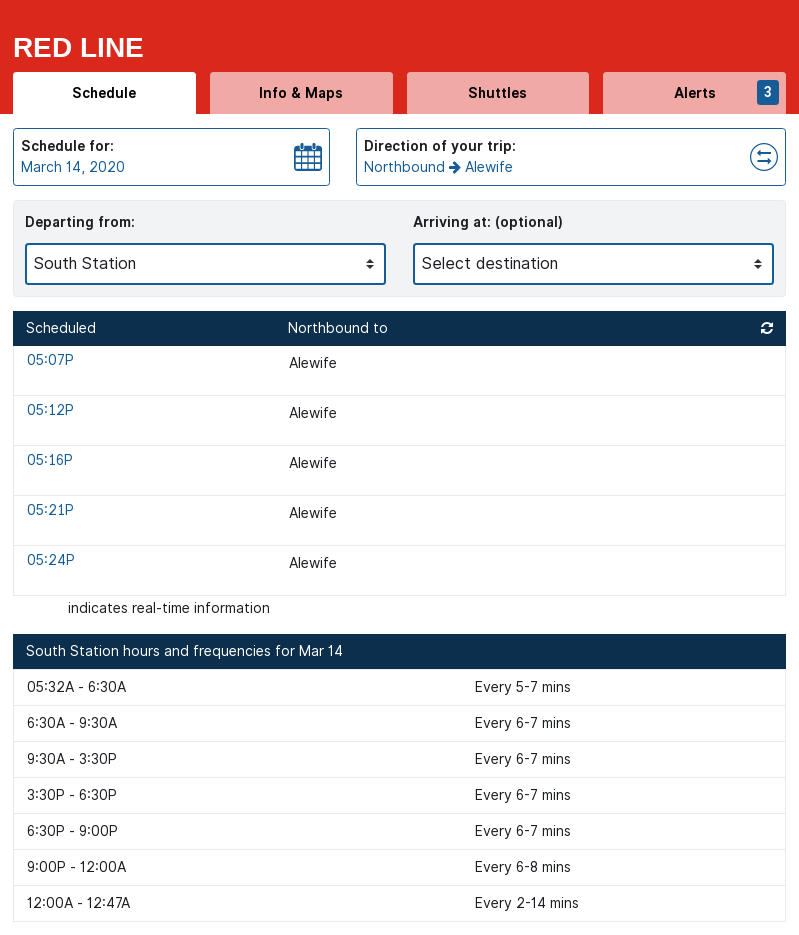 RED LINE
Schedule
Info & Maps
Shuttles
Alerts 3
Schedule for:
March 14, 2020
Direction of your trip:
Northbound Alewife
Departing from:
South Station
Arriving at: (optional)
Select destination
Scheduled Northbound to
05:07P Alewife
05:12P Alewife
05:16P Alewife
05:21P Alewife
05:24P Alewife
indicates real-time information
South Station hours and frequencies for Mar 14
05:32A - 6:30A Every 5-7 mins
6:30A - 9:30A Every 6-7 mins
9:30A - 3:30P Every 6-7 mins
3:30P - 6:30P Every 6-7 mins
6:30P - 9:00P Every 6-7 mins
9:00P - 12:00A Every 6-8 mins
12:00A - 12:47A Every 2-14 mins